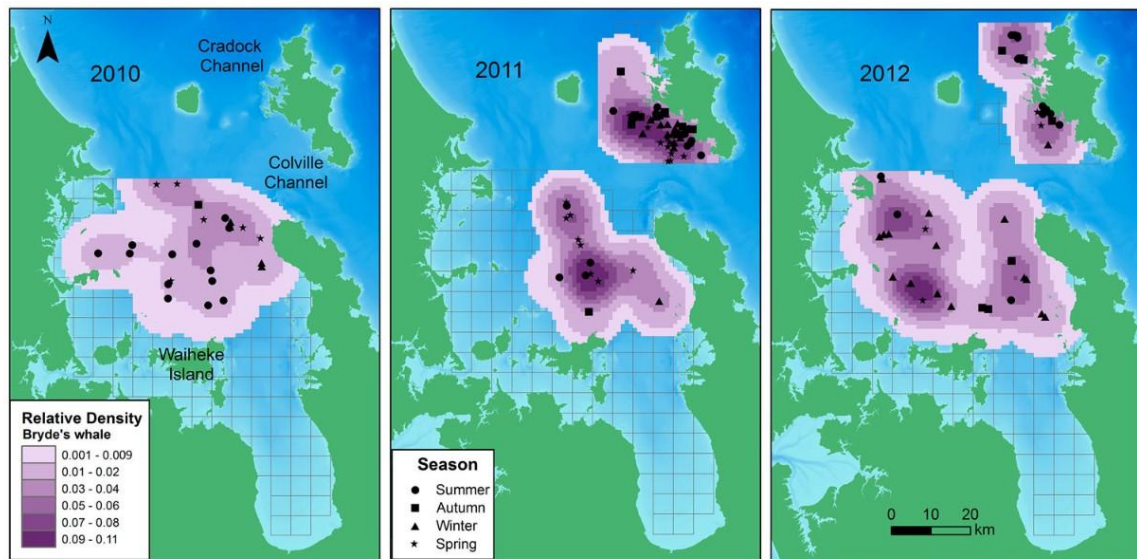 N
2010
Cradock
Channel
Colville
Channel
Waiheke
Island
Relative Density
Bryde's whale
0.001 - 0.009
0.01 - 0.02
0.03 - 0.04
0.05 - 0.06
0.07 - 0.08
0.09 - 0.11
2011
Season
Summer
Autumn
Winter
Spring
2012
0 10 20
km